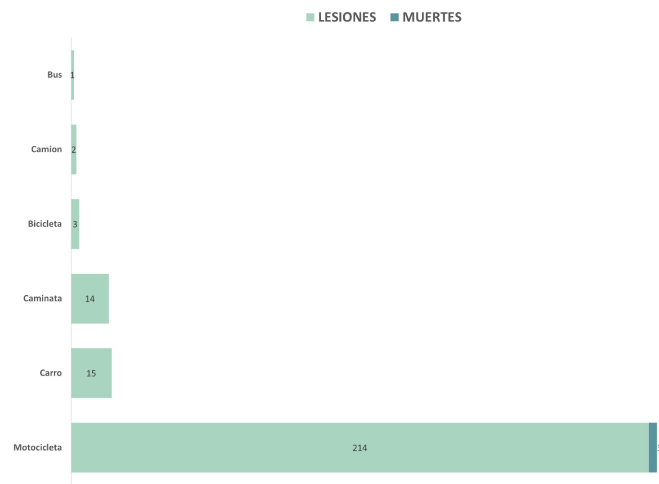 LESIONES MUERTES
Bus 1
Camion 2
Bicicleta 3
Caminata 14
Carro 15
Motocicleta 214